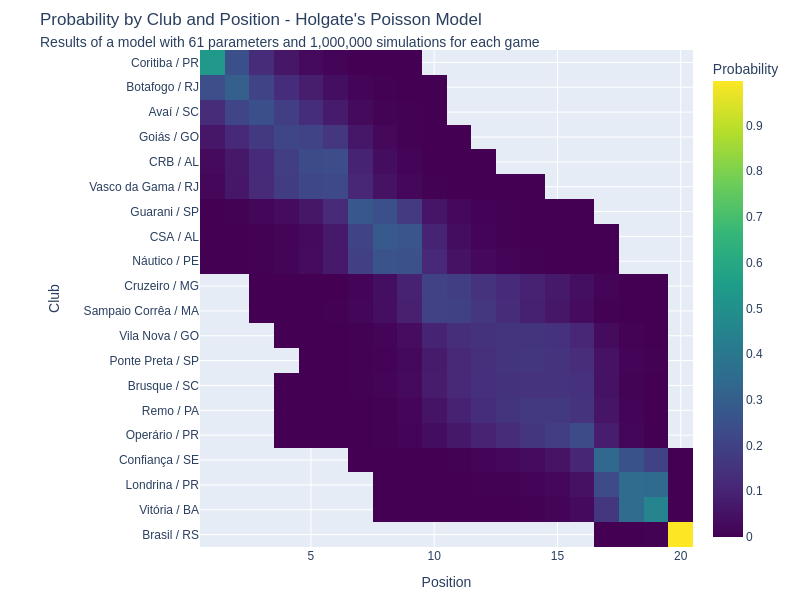 Probability by Club and Position - Holgate's Poisson Model
Results of a model with 61 parameters and 1,000,000 simulations for each game
Probability
Coritiba / PR
Botafogo / RJ
Avaí / SC
Goiás / GO
CRB / AL
Vasco da Gama / RJ
Guarani / SP
CSA / AL
Náutico / PE
Cruzeiro / MG
Sampaio Corrêa / MA
Vila Nova / GO
Ponte Preta / SP
Brusque / SC
Remo / PA
Operário / PR
Confiança / SE
Londrina / PR
Vitória / BA
Brasil / RS
Club
5
10
15
20
Position
0.9
0.8
0.7
0.6
0.5
0.4
0.3
0.2
0.1
0